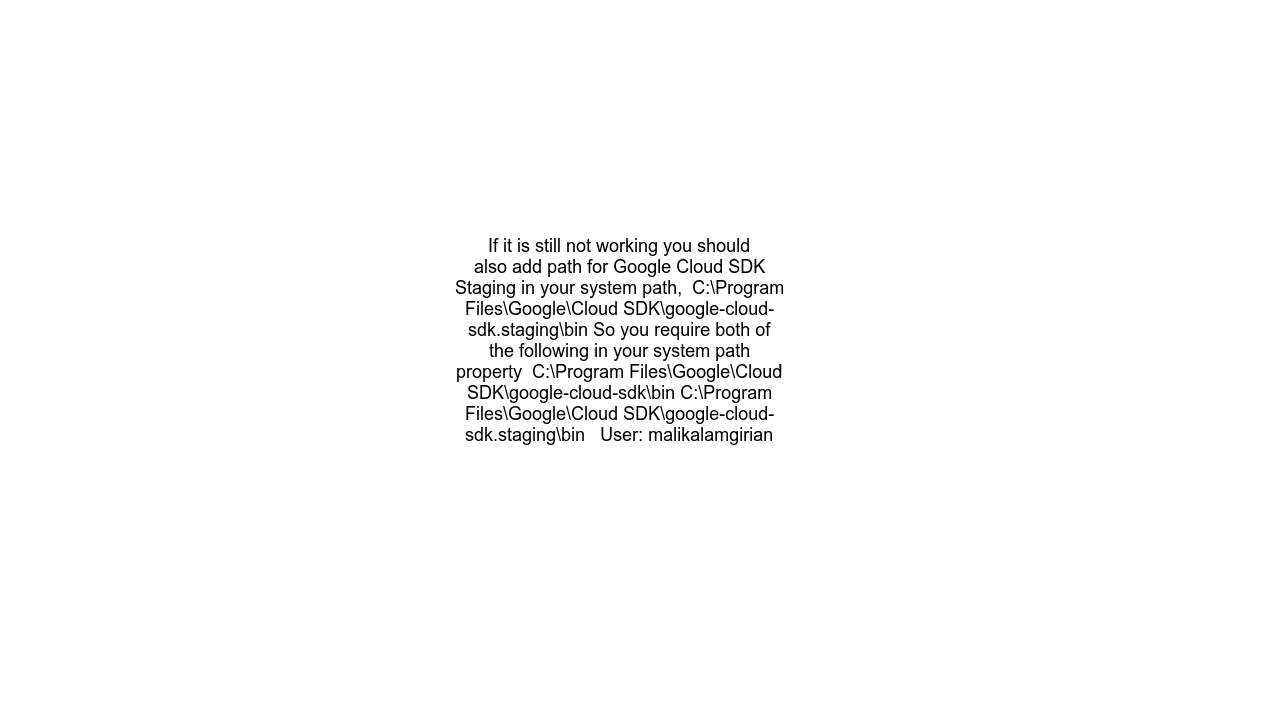 If it is still not working you should
also add path for Google Cloud SDK
Staging in your system path,  C:\Program
Files\Google\Cloud SDK\google-cloud-
sdk.staging\bin So you require both of
the following in your system path
property  C:\Program Files\Google\Cloud
SDK\google-cloud-sdk\bin C:\Program
Files\Google\Cloud SDK\google-cloud-
sdk.staging\bin   User: malikalamgirian